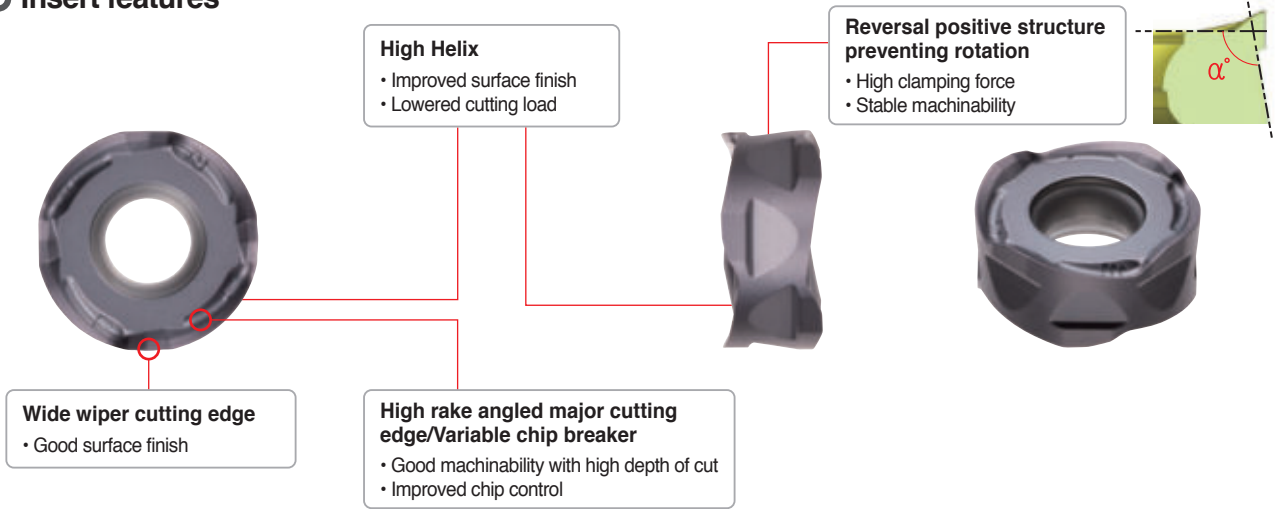 Insert features
High Helix
• Improved surface finish
• Lowered cutting load
Reversal positive structure
preventing rotation
• High clamping force
• Stable machinability
α°
Wide wiper cutting edge
• Good surface finish
High rake angled major cutting
edge/Variable chip breaker
• Good machinability with high depth of cut
• Improved chip control